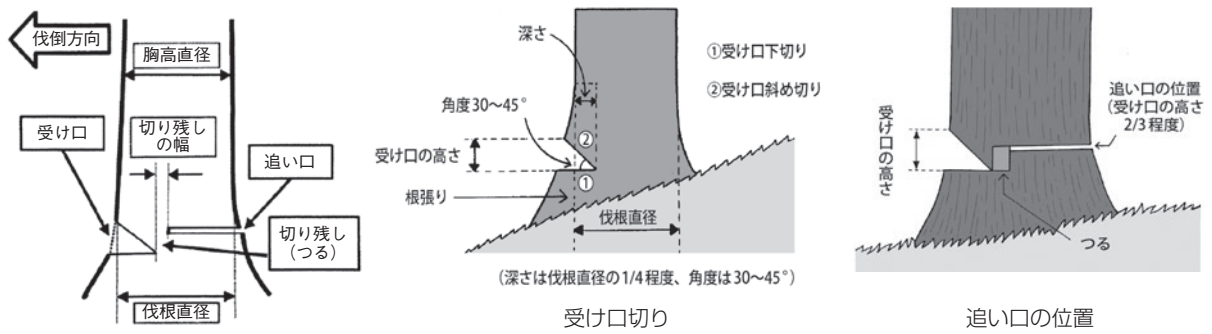 伐倒方向
胸高直径
受け口
切り残し
の幅
追い口
切り残し
(つる)
伐根直径
深さ
①受け口下切り
②受け口斜め切り
角度30〜45°
受け口の高さ
②
①
根張り
伐根直径
(深さは伐根直径の1/4程度、角度は30〜45°)
受け口切り
追い口の位置
(受け口の高さ
2/3程度)
受け口の高さ
つる
追い口の位置